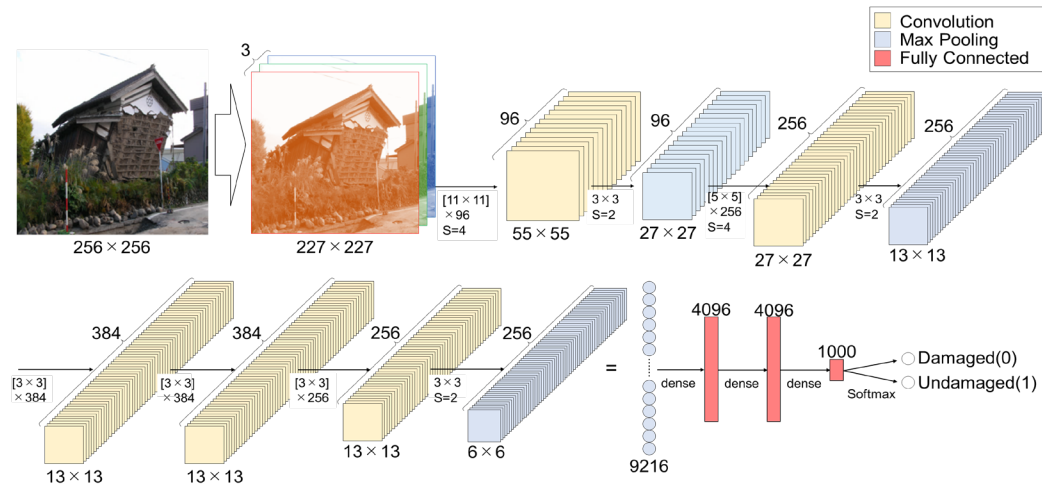 Convolution
Max Pooling
Fully Connected
256×256
3
227×227
[11×11]
×96
S=4
96
55×55
3×3
S=2
96
27×27
[5×5]
×256
S=4
256
27×27
3×3
S=2
256
13×13
[3×3]
×384
384
13×13
[3×3]
×384
384
13×13
[3×3]
×256
256
13×13
3×3
S=2
256
6×6
=
9216
dense
4096
dense
4096
dense
1000
Softmax
Damaged(0)
Undamaged(1)